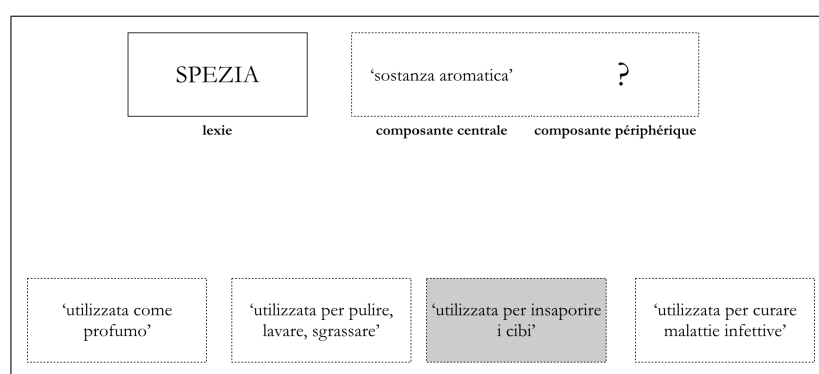 SPEZIA
‘sostanza aromatica’
?
lexie
composante centrale
composante périphérique
‘utilizzata come
profumo’
‘utilizzata per pulire,
lavare, sgrassare’
‘utilizzata per insaporire
i cibi’
‘utilizzata per curare
malattie infettive’